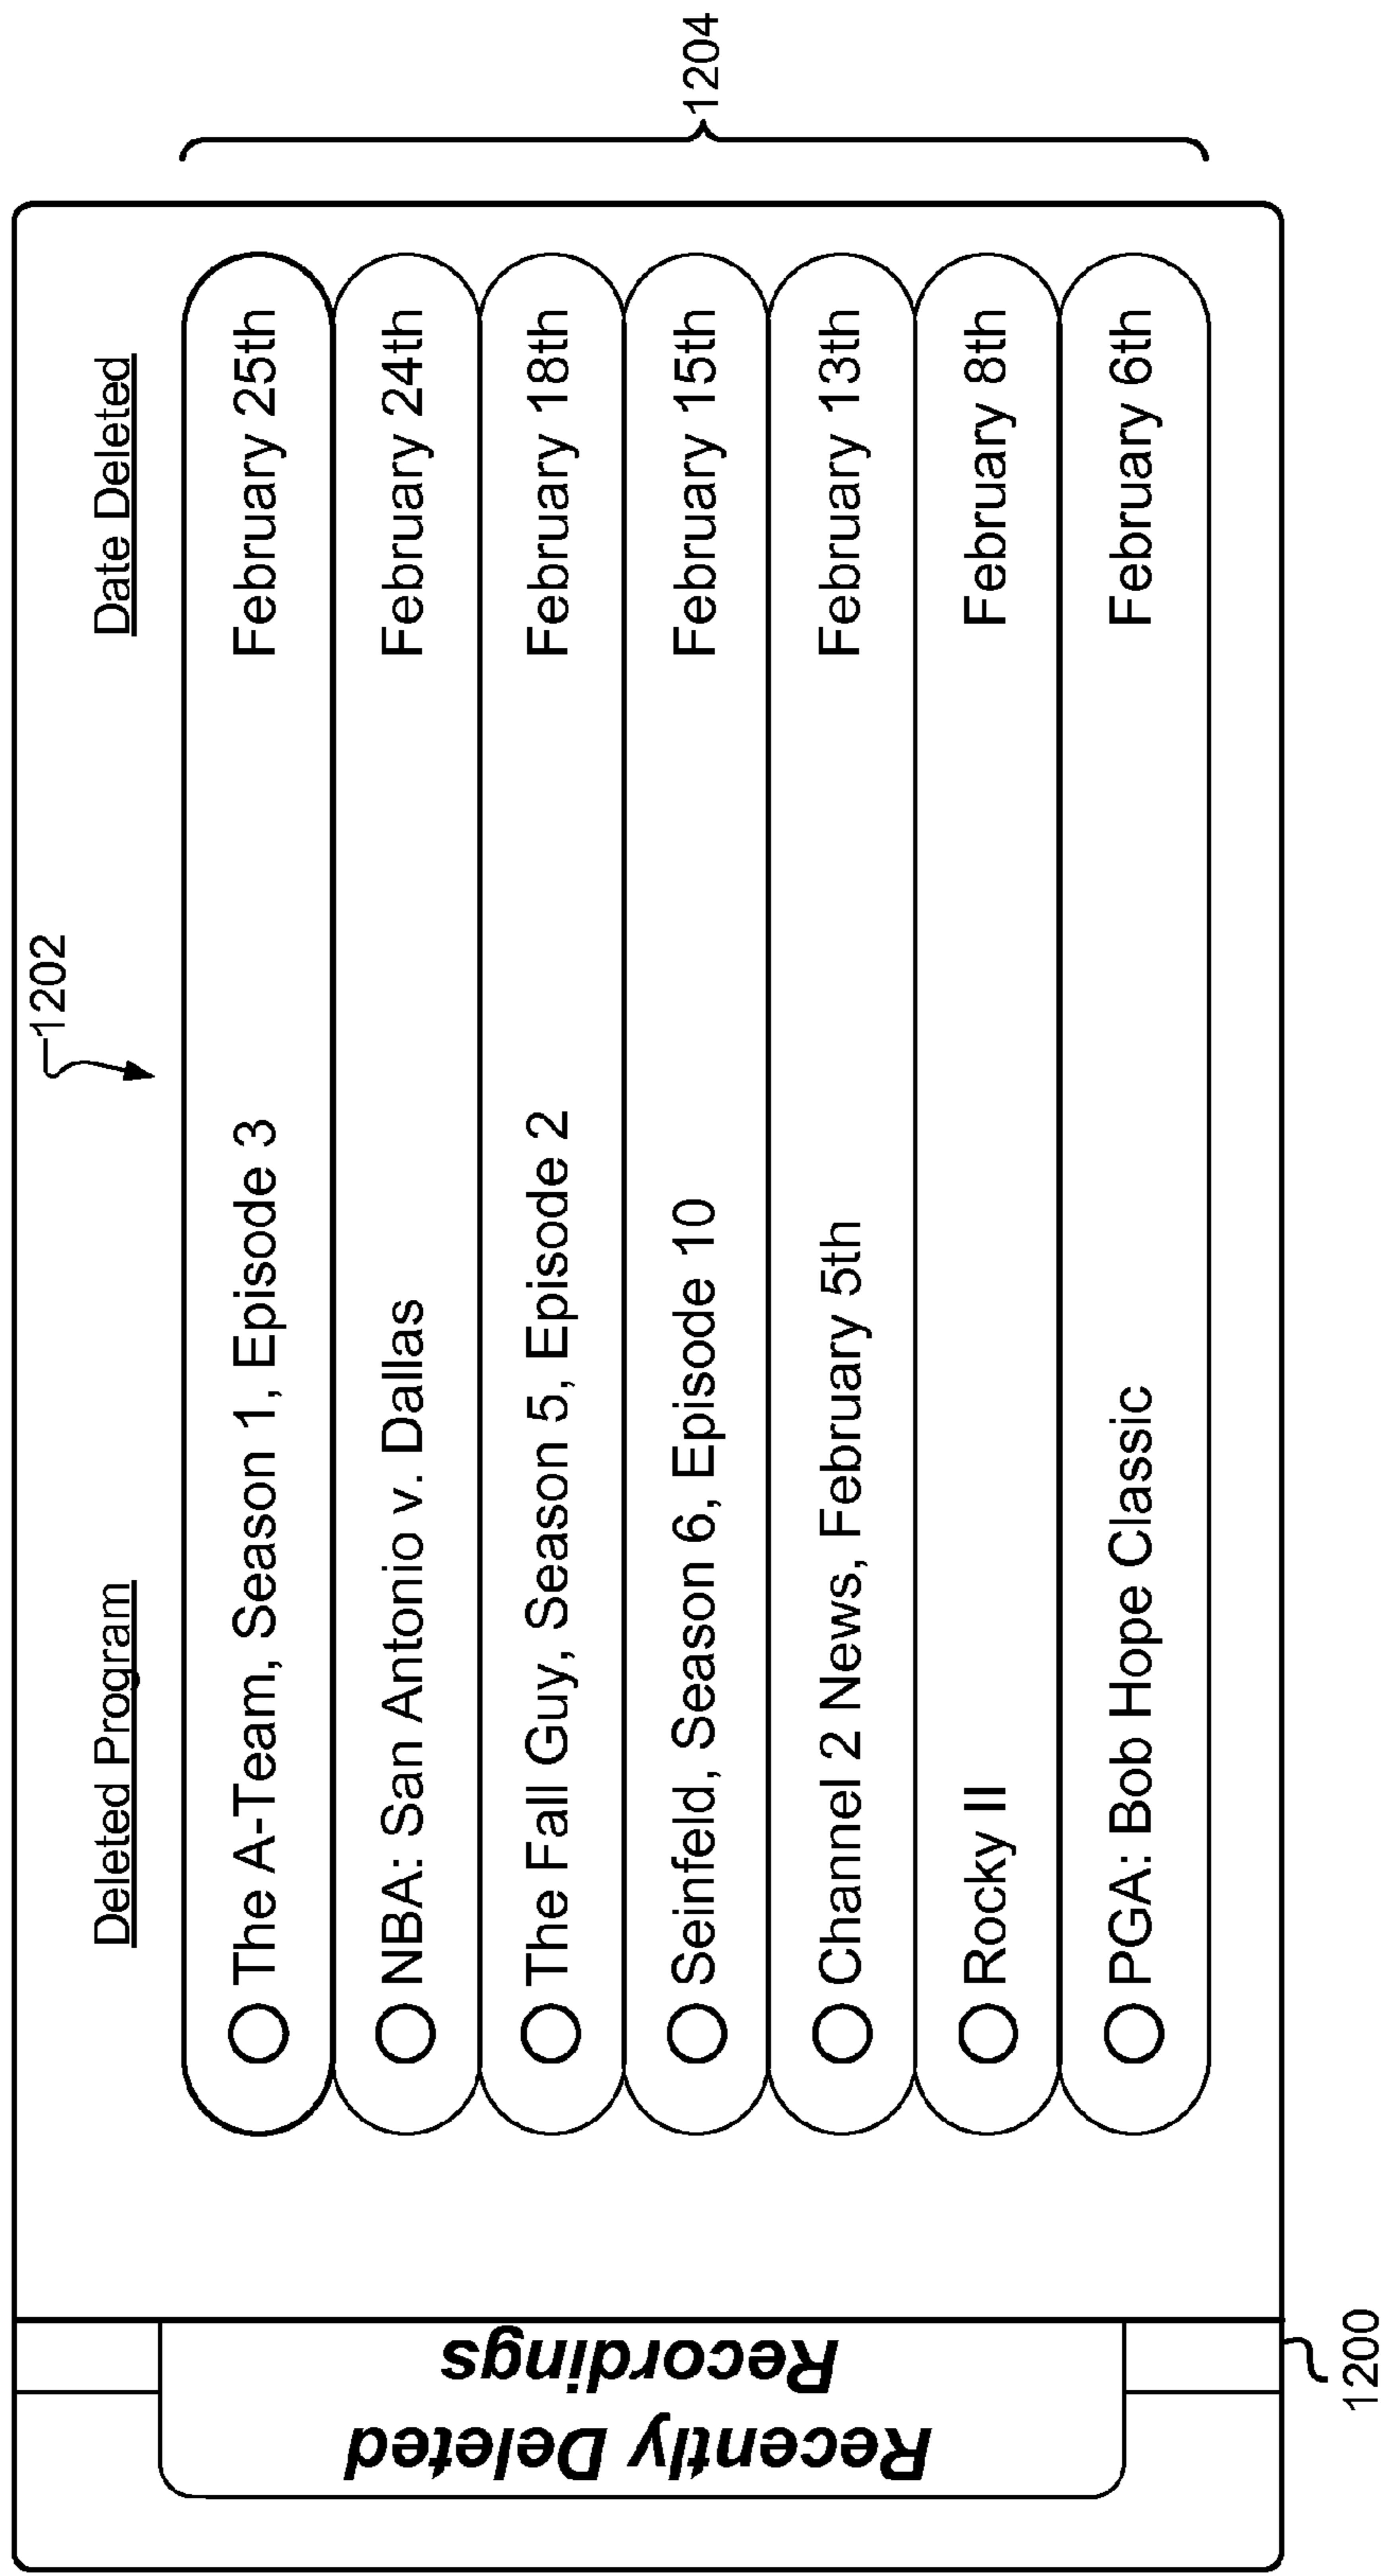 1202
Recently Deleted
Recordings
Deleted Program Date Deleted
The A-Team, Season 1, Episode 3 February 25th
NBA: San Antonio v. Dallas February 24th
The Fall Guy, Season 5, Episode 2 February 18th
Seinfeld, Season 6, Episode 10 February 15th
Channel 2 News, February 5th February 13th
Rocky II February 8th
PGA: Bob Hope Classic February 6th
1204
1200